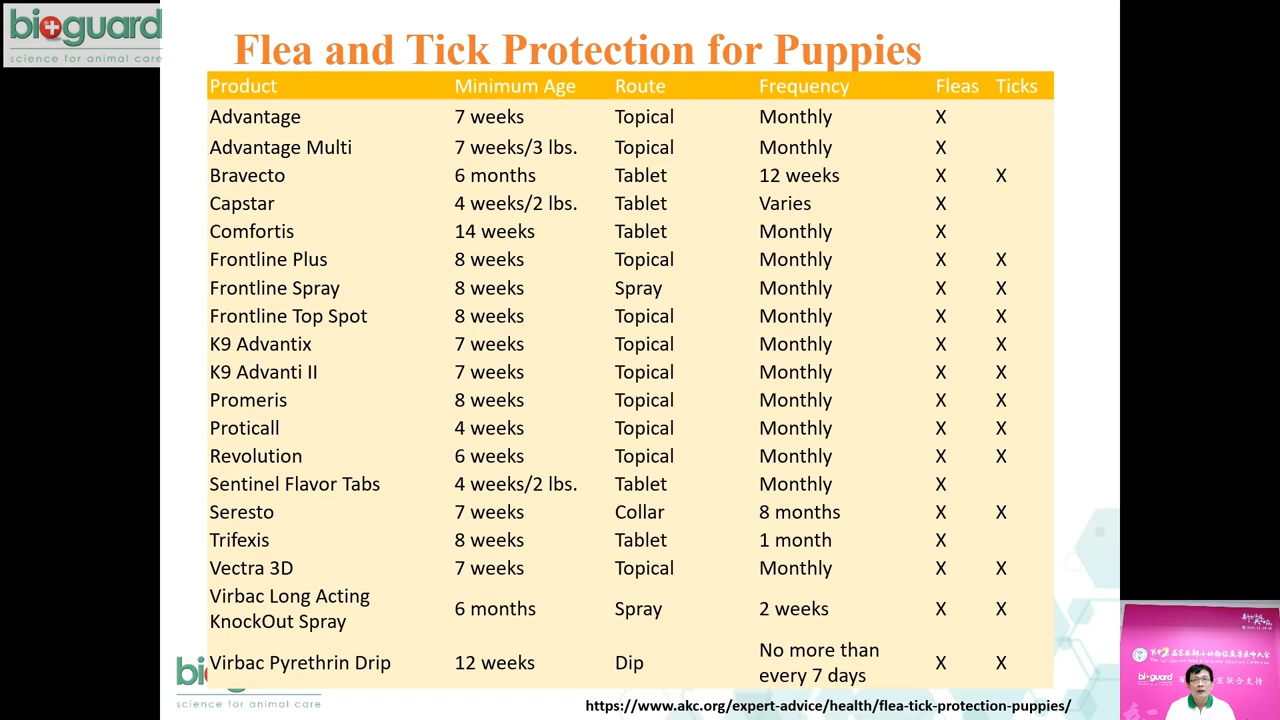 bioguard
science for animal care
Flea and Tick Protection for Puppies
Product Minimum Age Route Frequency Fleas Ticks
Advantage 7 weeks Topical Monthly X
Advantage Multi 7 weeks/3 lbs. Topical Monthly X
Bravecto 6 months Tablet 12 weeks X X
Capstar 4 weeks/2 lbs. Tablet Varies X
Comfortis 14 weeks Tablet Monthly X
Frontline Plus 8 weeks Topical Monthly X X
Frontline Spray 8 weeks Spray Monthly X X
Frontline Top Spot 8 weeks Topical Monthly X X
K9 Advantix 7 weeks Topical Monthly X X
K9 Advanti II 7 weeks Topical Monthly X X
Promeris 8 weeks Topical Monthly X X
Proticall 4 weeks Topical Monthly X X
Revolution 6 weeks Topical Monthly X X
Sentinel Flavor Tabs 4 weeks/2 lbs. Tablet Monthly X
Seresto 7 weeks Collar 8 months X X
Trifexis 8 weeks Tablet 1 month X
Vectra 3D 7 weeks Topical Monthly X X
Virbac Long Acting
KnockOut Spray 6 months Spray 2 weeks X X
Virbac Pyrethrin Drip 12 weeks Dip No more than
every 7 days X X
science for animal care
https://www.akc.org/expert-advice/health/flea-tick-protection-puppies/
bioguard
联合支持